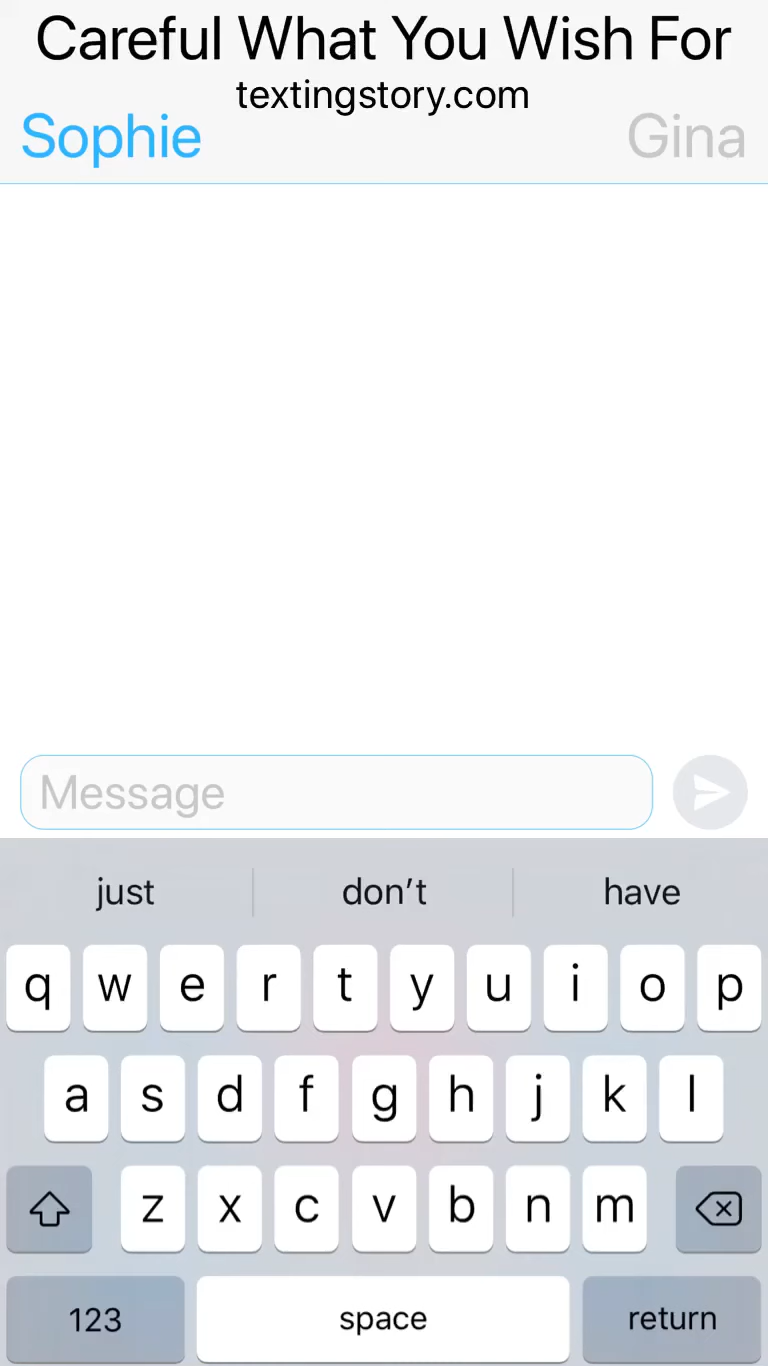 Careful What You Wish For
textingstory.com
Sophie Gina
Message
just don’t have
q w e r t y u i o p
a s d f g h j k l
z x c v b n m
123 space return